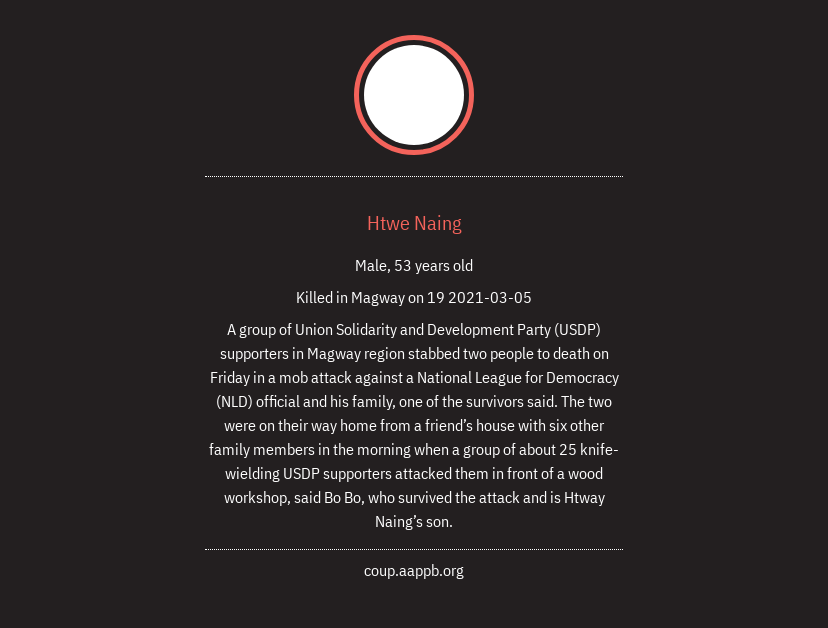 Htwe Naing
Male, 53 years old
Killed in Magway on 19 2021-03-05
A group of Union Solidarity and Development Party (USDP)
supporters in Magway region stabbed two people to death on
Friday in a mob attack against a National League for Democracy
(NLD) official and his family, one of the survivors said. The two
were on their way home from a friend’s house with six other
family members in the morning when a group of about 25 knife-
wielding USDP supporters attacked them in front of a wood
workshop, said Bo Bo, who survived the attack and is Htway
Naing’s son.
coup.aappb.org